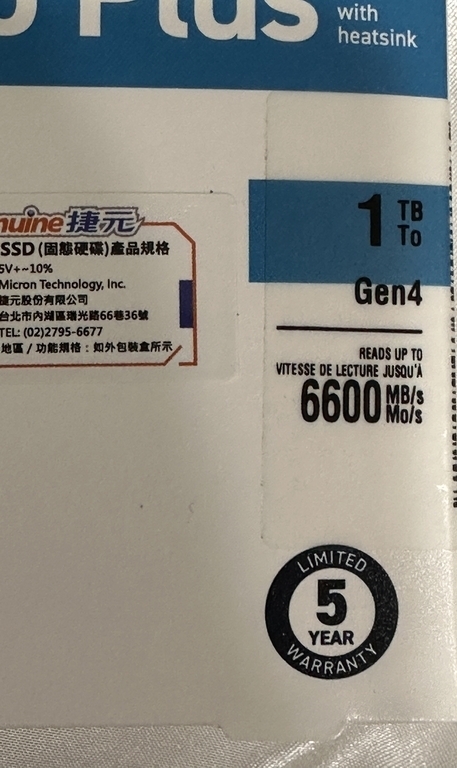 Plus
with
heatsink
nuine捷元
SSD (固態硬碟)產品規格
5V+~10%
Micron Technology, Inc.
捷元股份有限公司
台北市內湖區瑞光路66巷36號
TEL: (02)2795-6677
地區 / 功能規格：如外包裝盒所示
1 TB
To
Gen4
READS UP TO
VITESSE DE LECTURE JUSQU'À
6600 MB/s
Mo/s
LIMITED
5
YEAR
WARRANTY